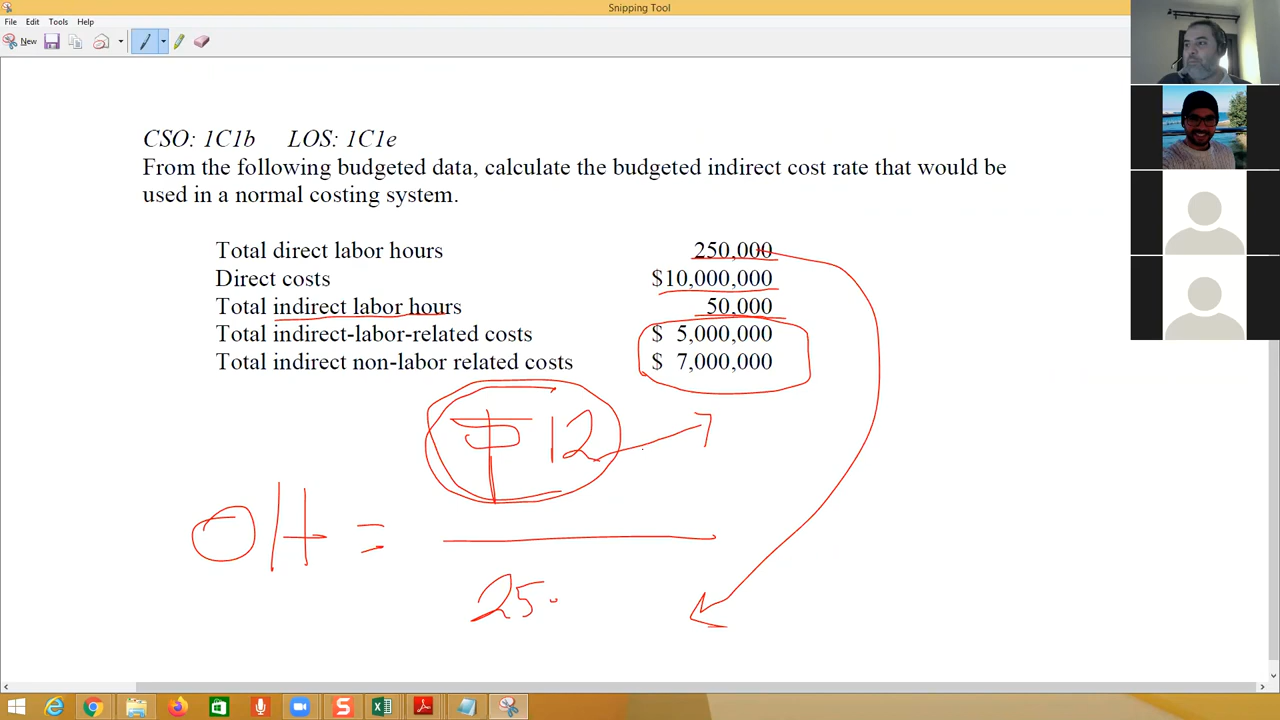 Snipping Tool
File Edit Tools Help
New
CSO: 1C1b LOS: 1C1e
From the following budgeted data, calculate the budgeted indirect cost rate that would be
used in a normal costing system.
Total direct labor hours 250,000
Direct costs $10,000,000
Total indirect labor hours 50,000
Total indirect-labor-related costs $ 5,000,000
Total indirect non-labor related costs $ 7,000,000
12
OH =
25